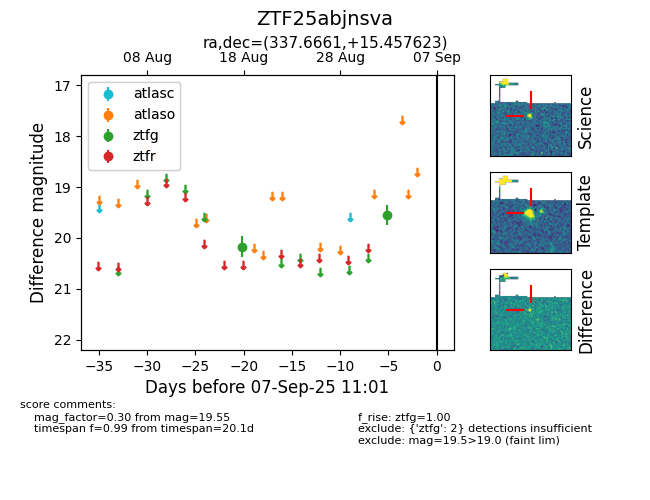 ZTF25abjnsva
ra,dec=(337.6661,+15.457623)
08 Aug 18 Aug 28 Aug 07 Sep
17
18
19
20
21
22
Difference magnitude
atlasc
atlaso
ztfg
ztfr
−35 −30 −25 −20 −15 −10 −5 0
Days before 07-Sep-25 11:01
Science
Template
Difference
score comments:
mag_factor=0.30 from mag=19.55
timespan f=0.99 from timespan=20.1d
f_rise: ztfg=1.00
exclude: {'ztfg': 2} detections insufficient
exclude: mag=19.5>19.0 (faint lim)